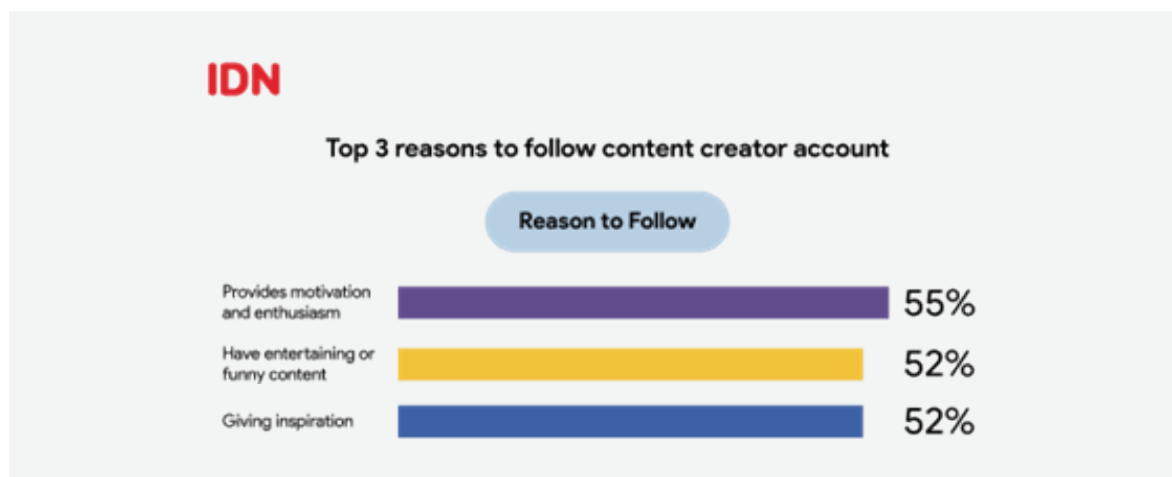 IDN
Top 3 reasons to follow content creator account
Reason to Follow
Provides motivation
and enthusiasm
55%
Have entertaining or
funny content
52%
Giving inspiration
52%